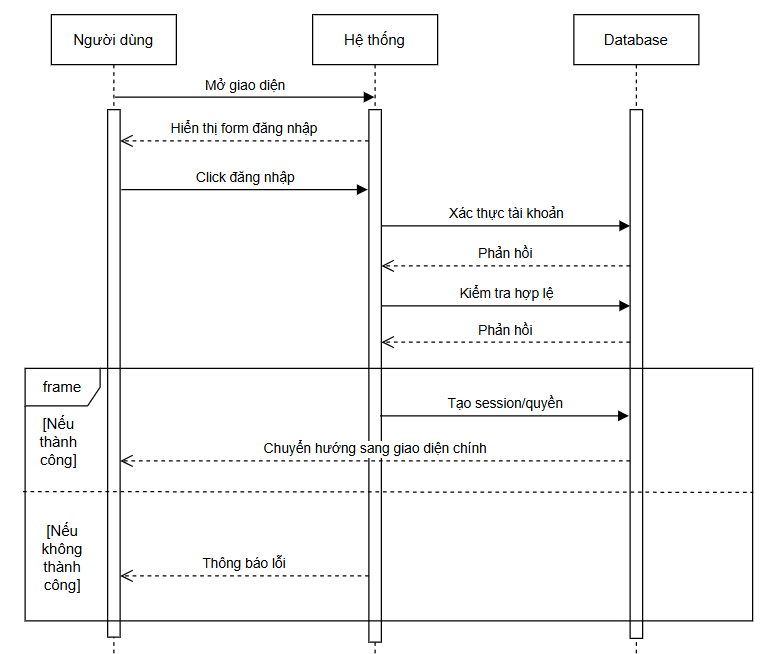 Người dùng
Hệ thống
Database
Mở giao diện
Hiển thị form đăng nhập
Click đăng nhập
Xác thực tài khoản
Phản hồi
Kiểm tra hợp lệ
Phản hồi
frame
Tạo session/quyền
[Nếu
thành
công]
Chuyển hướng sang giao diện chính
[Nếu
không
thành
công]
Thông báo lỗi